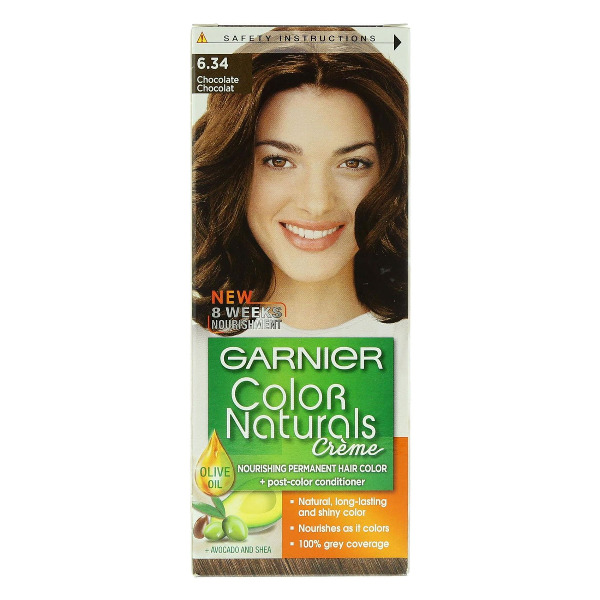 SAFETY INSTRUCTIONS
6.34
Chocolate
Chocolat
NEW
8 WEEKS
NOURISHMENT
GARNIER
Color
Naturals
Crème
NOURISHING PERMANENT HAIR COLOR
+ post-color conditioner
OLIVE
OIL
• Natural, long-lasting
and shiny color
• Nourishes as it colors
• 100% grey coverage
+ AVOCADO AND SHEA